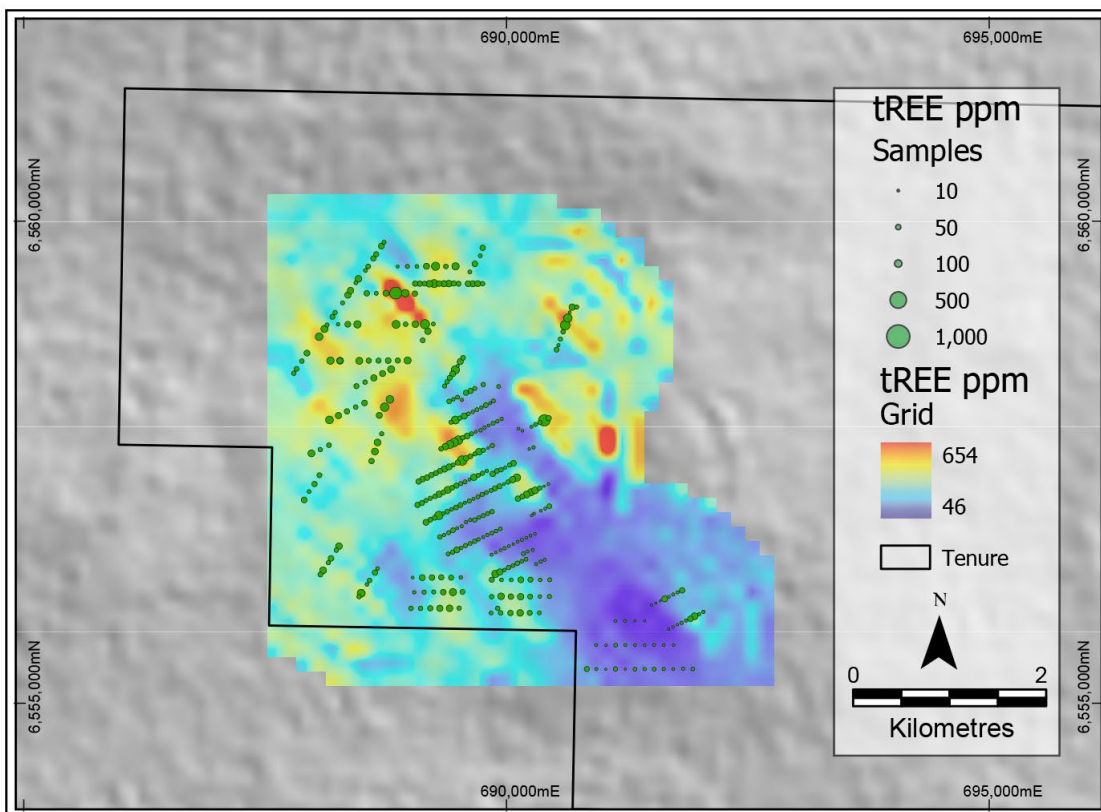 690,000mE
695,000mE
6,560,000mN
6,560,000mN
tREE ppm
Samples
10
50
100
500
1,000
tREE ppm
Grid
654
46
Tenure
N
0 2
Kilometres
6,555,000mN
6,555,000mN
690,000mE
695,000mE